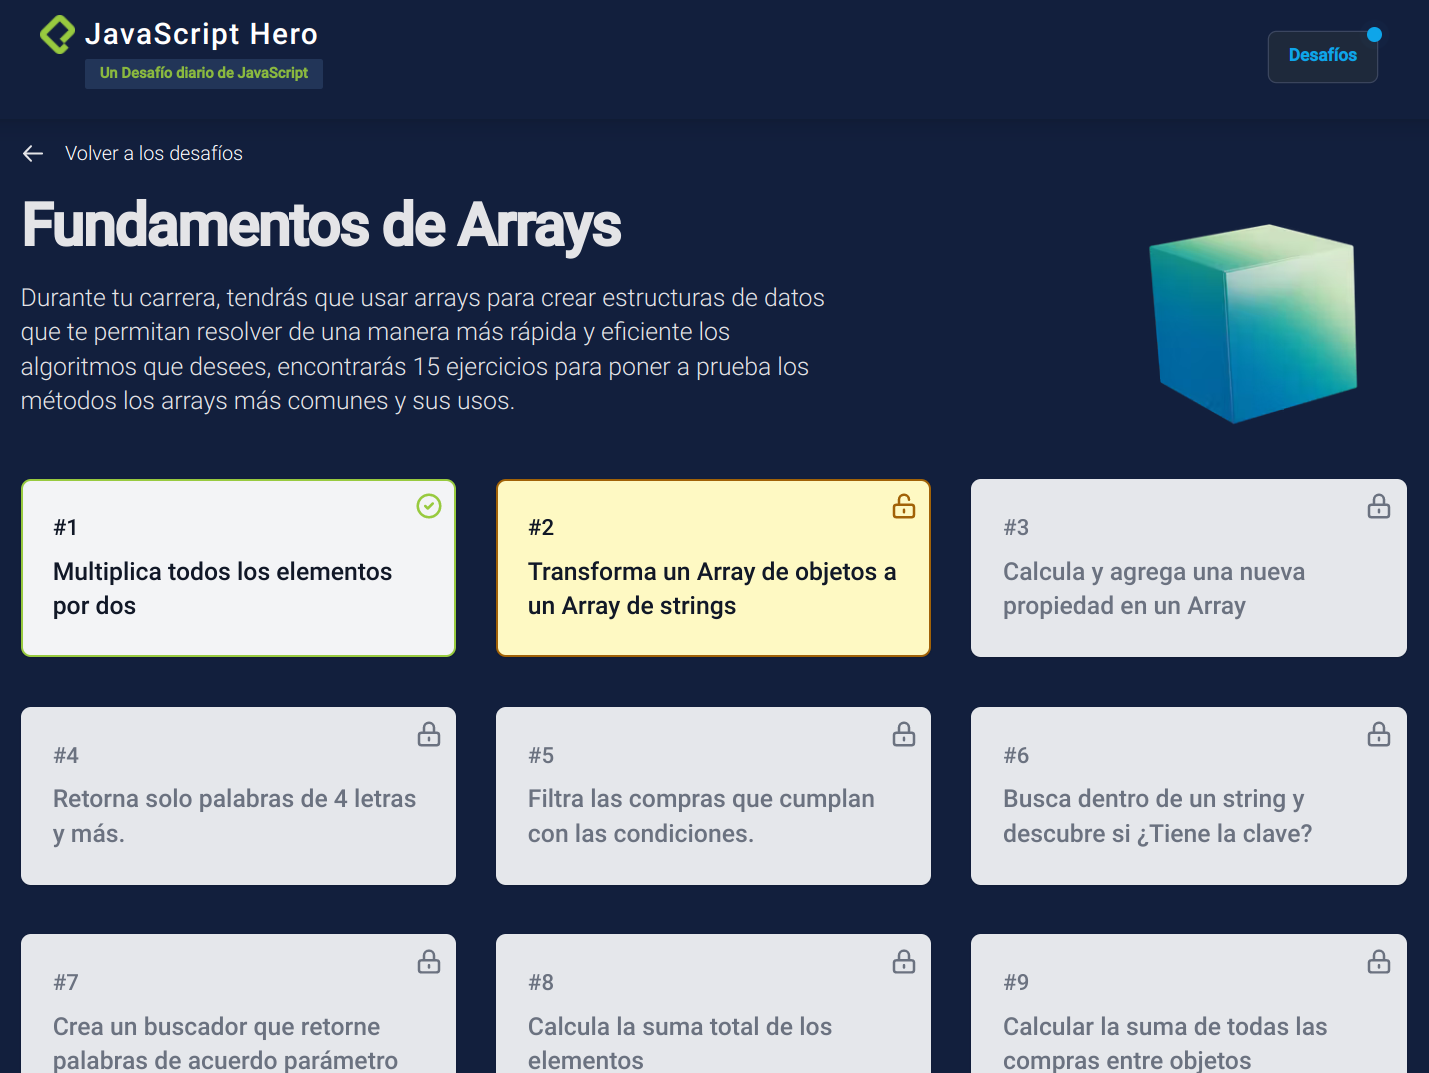 JavaScript Hero
Un Desafío diario de JavaScript
Desafíos
Volver a los desafíos
Fundamentos de Arrays
Durante tu carrera, tendrás que usar arrays para crear estructuras de datos
que te permitan resolver de una manera más rápida y eficiente los
algoritmos que desees, encontrarás 15 ejercicios para poner a prueba los
métodos los arrays más comunes y sus usos.
#1
Multiplica todos los elementos
por dos
#2
Transforma un Array de objetos a
un Array de strings
#3
Calcula y agrega una nueva
propiedad en un Array
#4
Retorna solo palabras de 4 letras
y más.
#5
Filtra las compras que cumplan
con las condiciones.
#6
Busca dentro de un string y
descubre si ¿Tiene la clave?
#7
Crea un buscador que retorne
palabras de acuerdo parámetro
#8
Calcula la suma total de los
elementos
#9
Calcular la suma de todas las
compras entre objetos